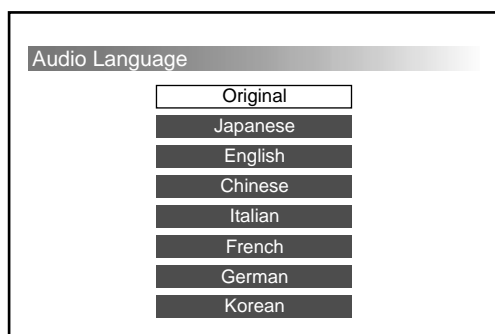 Audio Language
Original
Japanese
English
Chinese
Italian
French
German
Korean